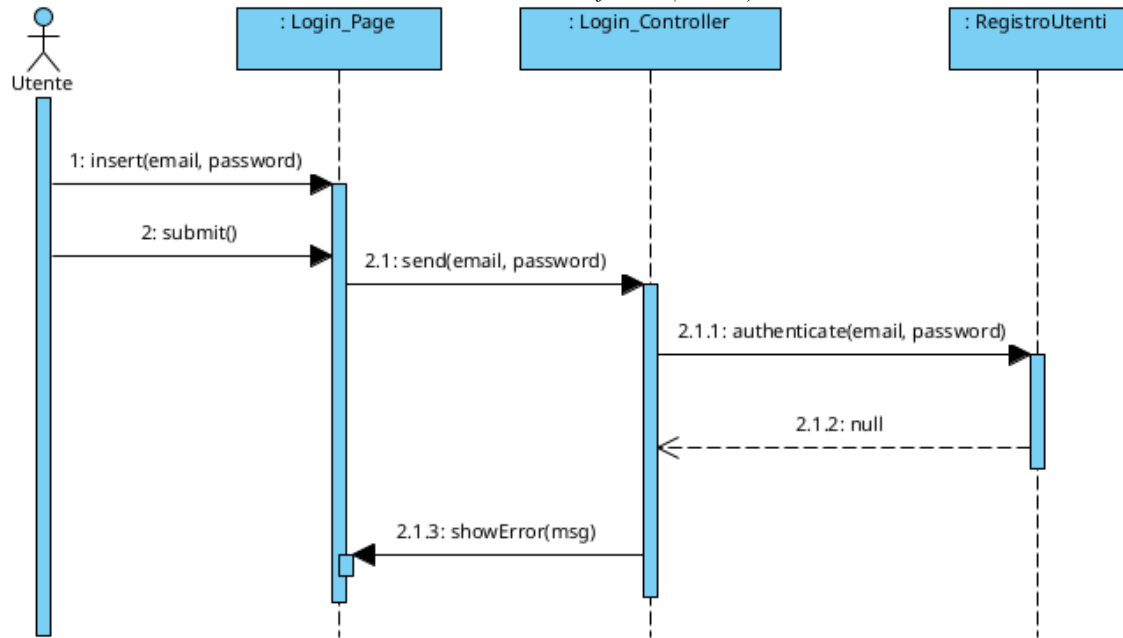 : Login_Page
: Login_Controller
: RegistroUtenti
Utente
1: insert(email, password)
2: submit()
2.1: send(email, password)
2.1.1: authenticate(email, password)
2.1.2: null
2.1.3: showError(msg)